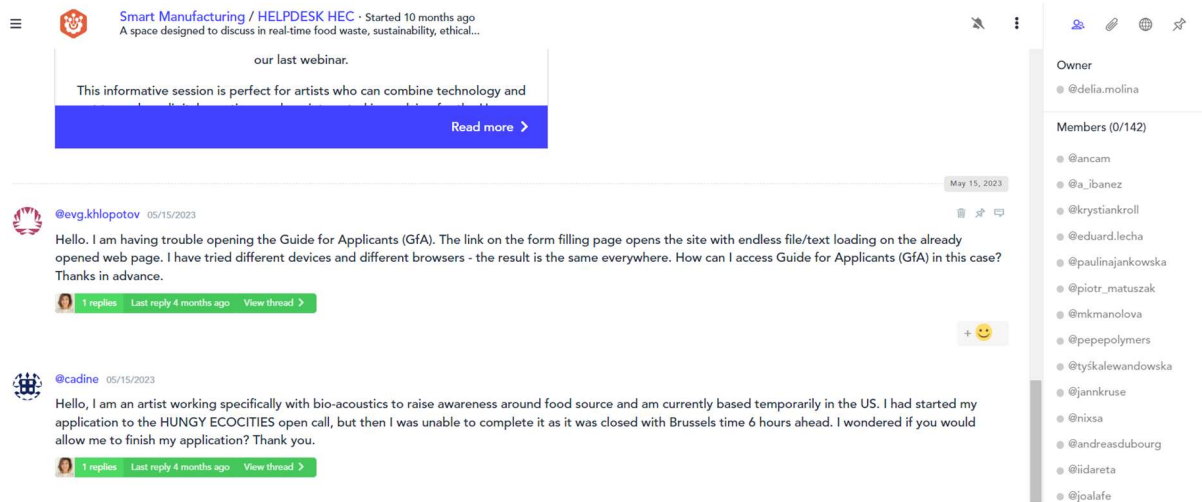 Smart Manufacturing / HELPDESK HEC · Started 10 months ago
A space designed to discuss in real-time food waste, sustainability, ethical...
our last webinar.
This informative session is perfect for artists who can combine technology and
Read more
May 15, 2023
@evg.khlopotov 05/15/2023
Hello. I am having trouble opening the Guide for Applicants (GfA). The link on the form filling page opens the site with endless file/text loading on the already
opened web page. I have tried different devices and different browsers - the result is the same everywhere. How can I access Guide for Applicants (GfA) in this case?
Thanks in advance.
1 replies Last reply 4 months ago View thread
+
@cadine 05/15/2023
Hello, I am an artist working specifically with bio-acoustics to raise awareness around food source and am currently based temporarily in the US. I had started my
application to the HUNGY ECOCITIES open call, but then I was unable to complete it as it was closed with Brussels time 6 hours ahead. I wondered if you would
allow me to finish my application? Thank you.
1 replies Last reply 4 months ago View thread
Owner
@delia.molina
Members (0/142)
@ancam
@a_ibanez
@krystiankroll
@eduard.lecha
@paulinajankowska
@piotr_matuszak
@mkmanolova
@pepepolymers
@tyśkalewandowska
@jannkruse
@nixsa
@andreasdubourg
@iidareta
@joalafe